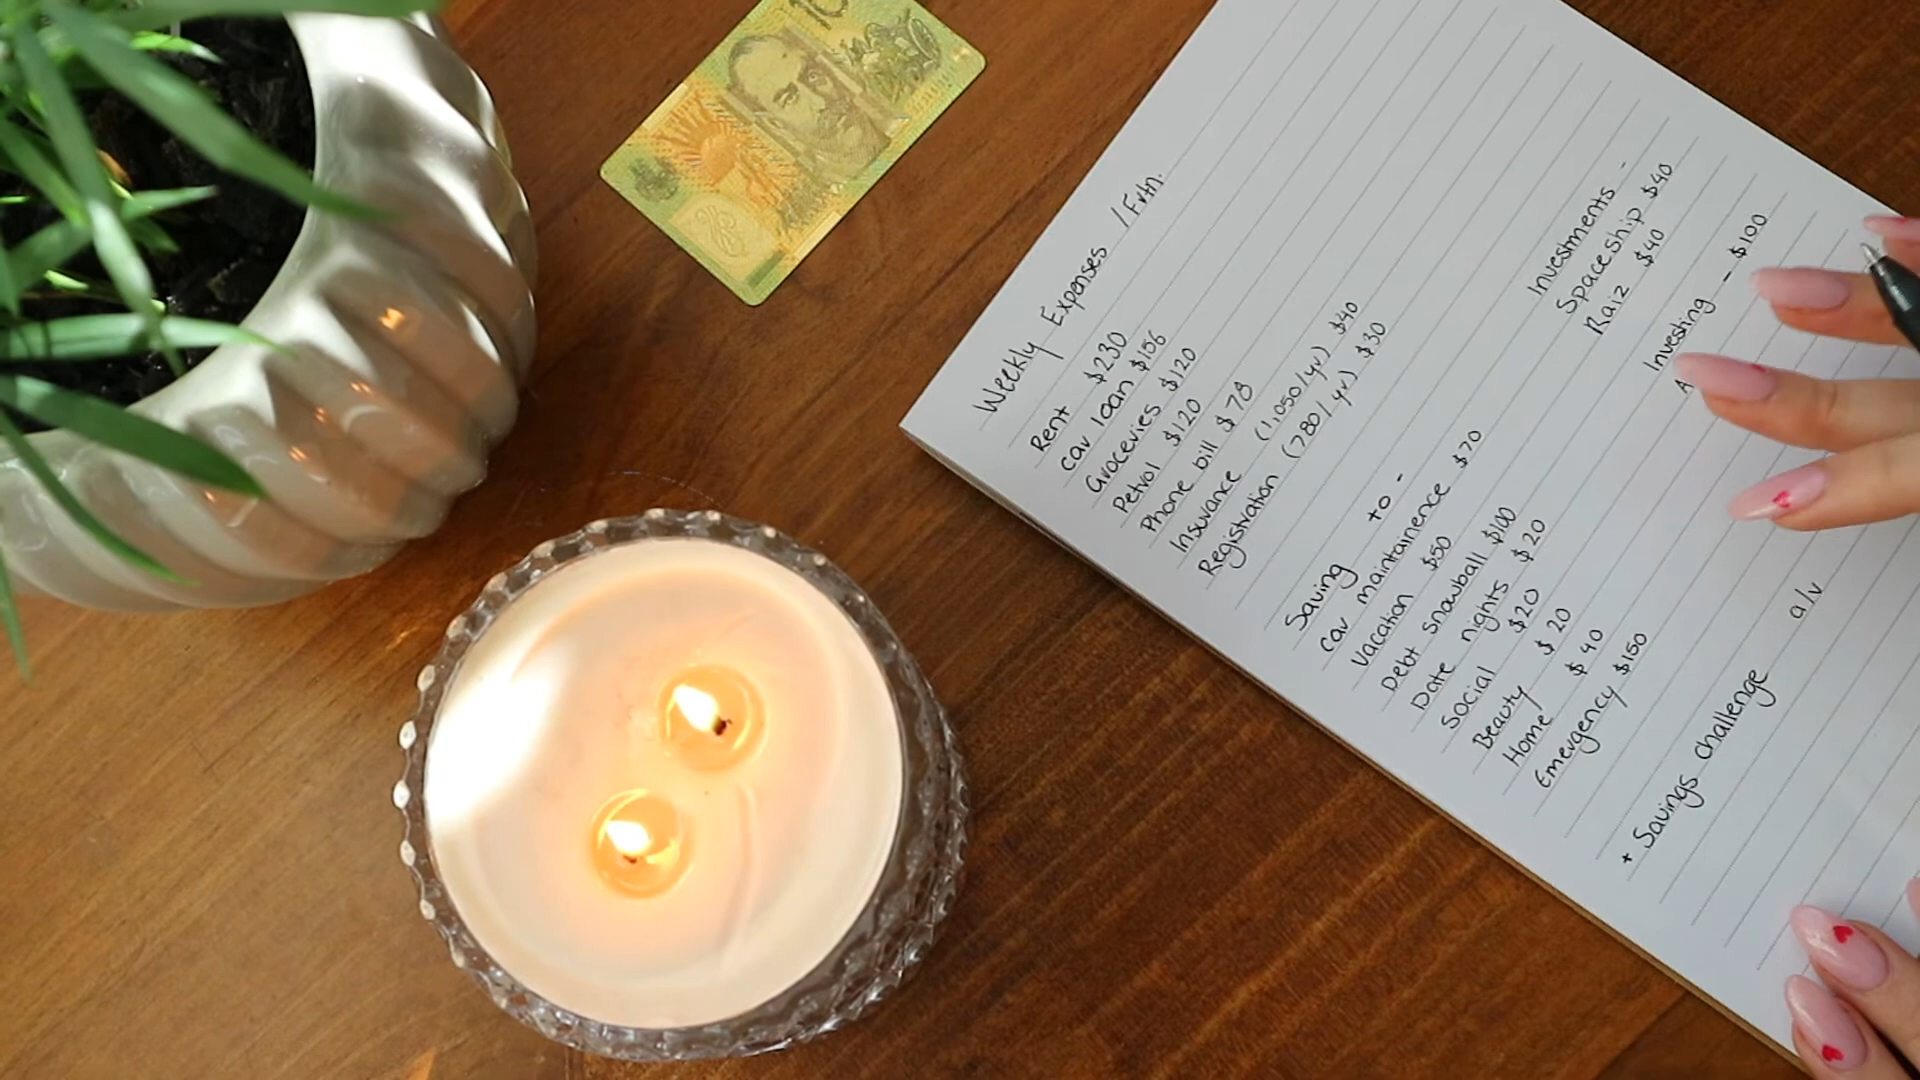 Weekly Expenses /Frtn.
Rent $230
car loan $156
Groceries $120
Petrol $120
Phone bill $78
Insurance (1,050/yr) $40
Registration (780/yr) $30
Saving to -
car maintainence $70
Vacation $50
Debt snowball $100
Date nights $20
Social $20
Beauty $20
Home $40
Emergency $150
+ Savings challenge a/v
Investments -
Spaceship $40
Raiz $40
Investing - $100
A
10